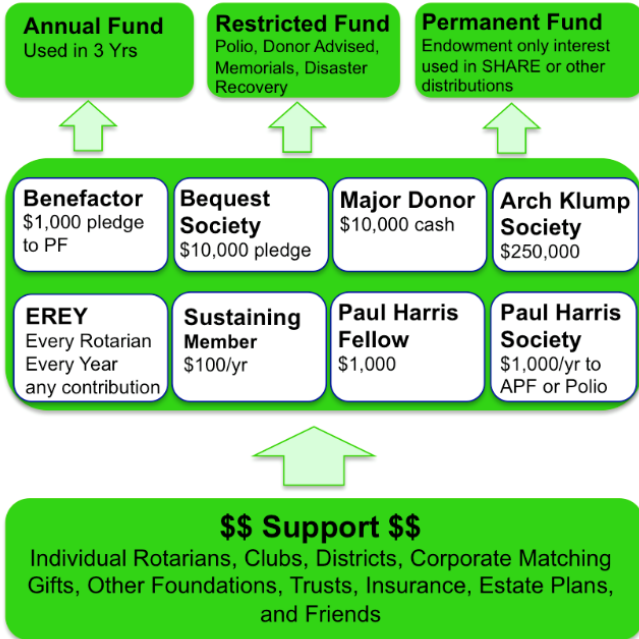 Annual Fund
Used in 3 Yrs
Restricted Fund
Polio, Donor Advised,
Memorials, Disaster
Recovery
Permanent Fund
Endowment only interest
used in SHARE or other
distributions
Benefactor
$1,000 pledge
to PF
Bequest
Society
$10,000 pledge
Major Donor
$10,000 cash
Arch Klump
Society
$250,000
EREY
Every Rotarian
Every Year
any contribution
Sustaining
Member
$100/yr
Paul Harris
Fellow
$1,000
Paul Harris
Society
$1,000/yr to
APF or Polio
$$ Support $$
Individual Rotarians, Clubs, Districts, Corporate Matching
Gifts, Other Foundations, Trusts, Insurance, Estate Plans,
and Friends